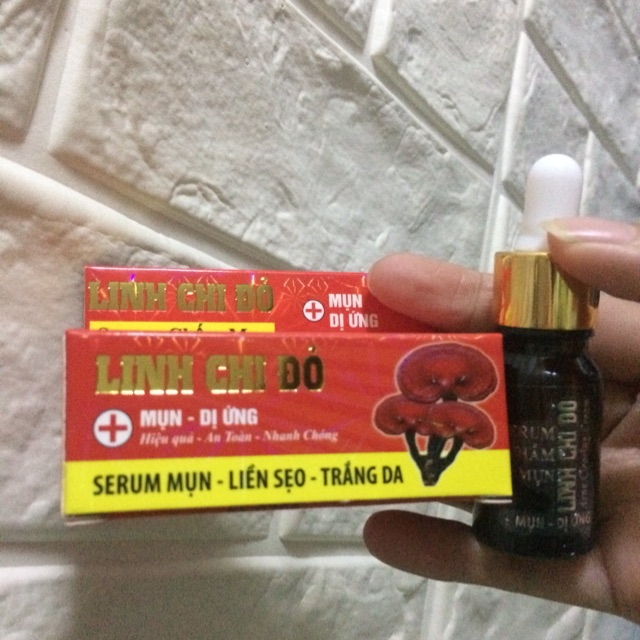 LINH CHI ĐỎ
MỤN
DỊ ỨNG
LINH CHI ĐỎ
MỤN - DỊ ỨNG
Hiệu quả - An Toàn - Nhanh Chóng
SERUM MỤN - LIỀN SẸO - TRẮNG DA
MỤN
LINH CHI ĐỎ
+ MỤN - DỊ ỨNG